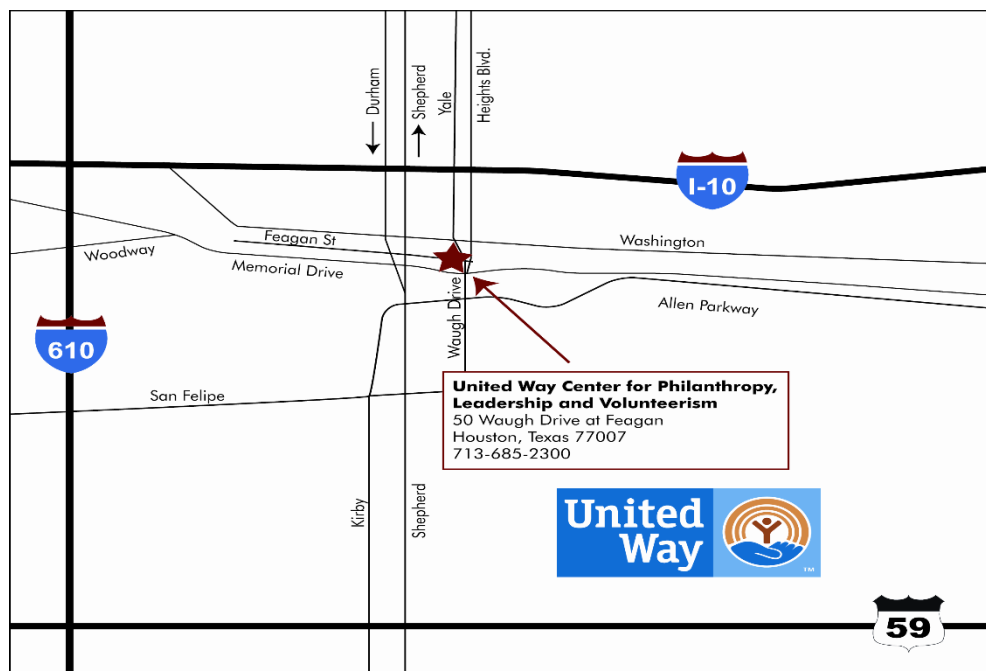 Durham
Shepherd
Yale
Heights Blvd.
I-10
Feagan St
Washington
Woodway
Memorial Drive
Allen Parkway
Waugh Drive
610
San Felipe
United Way Center for Philanthropy,
Leadership and Volunteerism
50 Waugh Drive at Feagan
Houston, Texas 77007
713-685-2300
Kirby
Shepherd
United
Way
TM
59